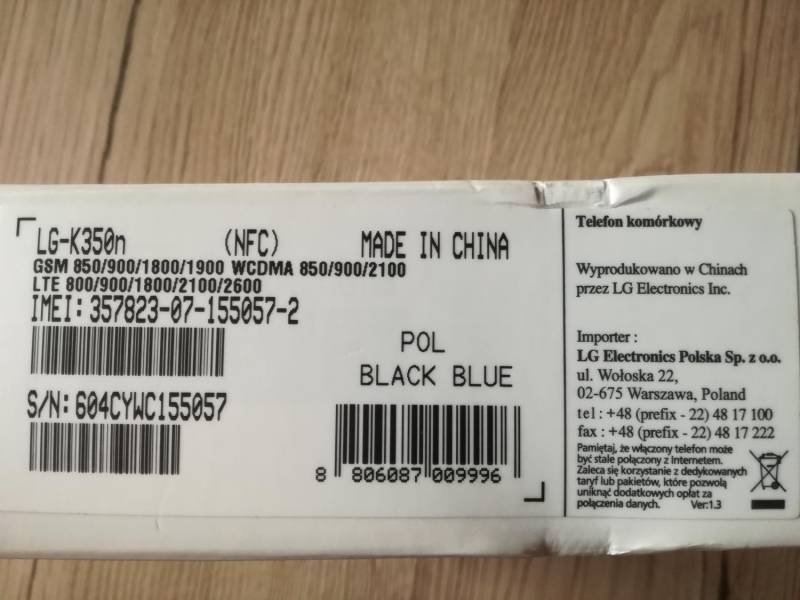 LG-K350n (NFC) MADE IN CHINA
GSM 850/900/1800/1900 WCDMA 850/900/2100
LTE 800/900/1800/2100/2600
IMEI: 357823-07-155057-2
POL
BLACK BLUE
S/N: 604CYWC155057
8 806087 009996
Telefon komórkowy
Wyprodukowano w Chinach
przez LG Electronics Inc.
Importer :
LG Electronics Polska Sp. z o.o.
ul. Wołoska 22,
02-675 Warszawa, Poland
tel : +48 (prefix - 22) 48 17 100
fax : +48 (prefix - 22) 48 17 222
Pamiętaj, że włączony telefon może
być stale połączony z Internetem.
Zaleca się korzystanie z dedykowanych
taryf lub pakietów, które pozwolą
uniknąć dodatkowych opłat za
połączenia danych. Ver:1.3